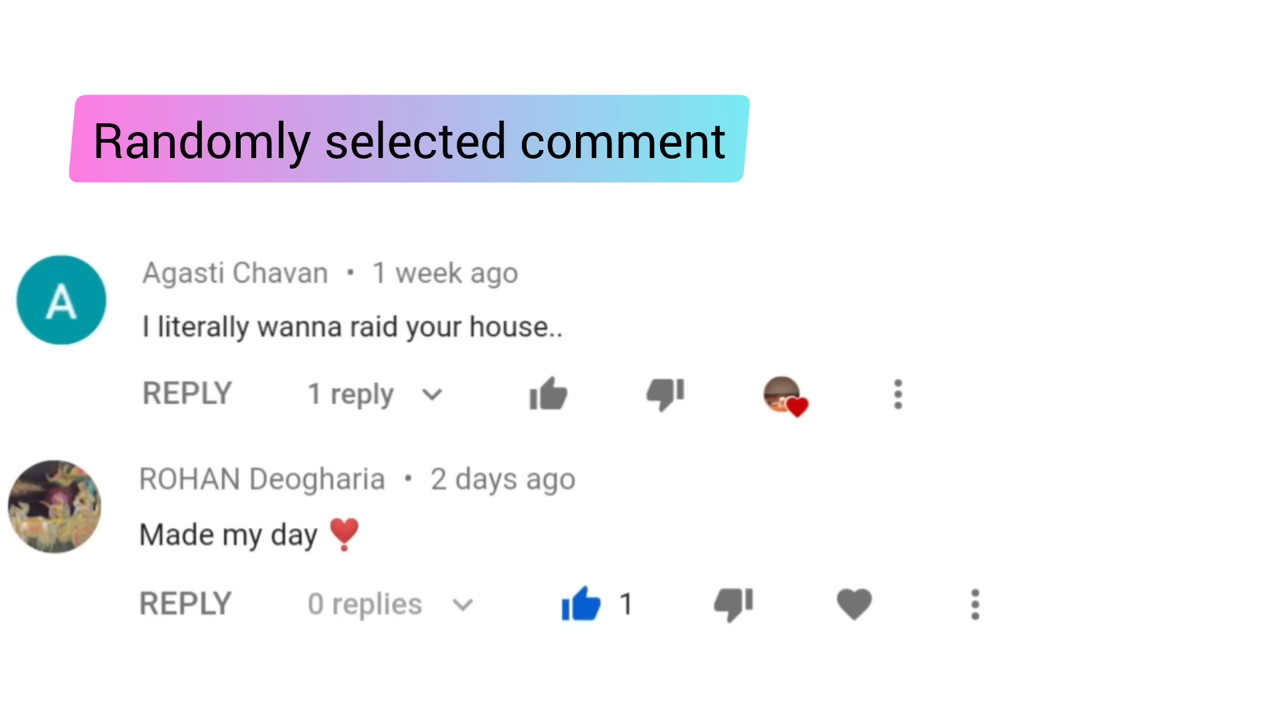 Randomly selected comment
A
Agasti Chavan • 1 week ago
I literally wanna raid your house..
REPLY 1 reply
ROHAN Deogharia • 2 days ago
Made my day ❣️
REPLY 0 replies 1